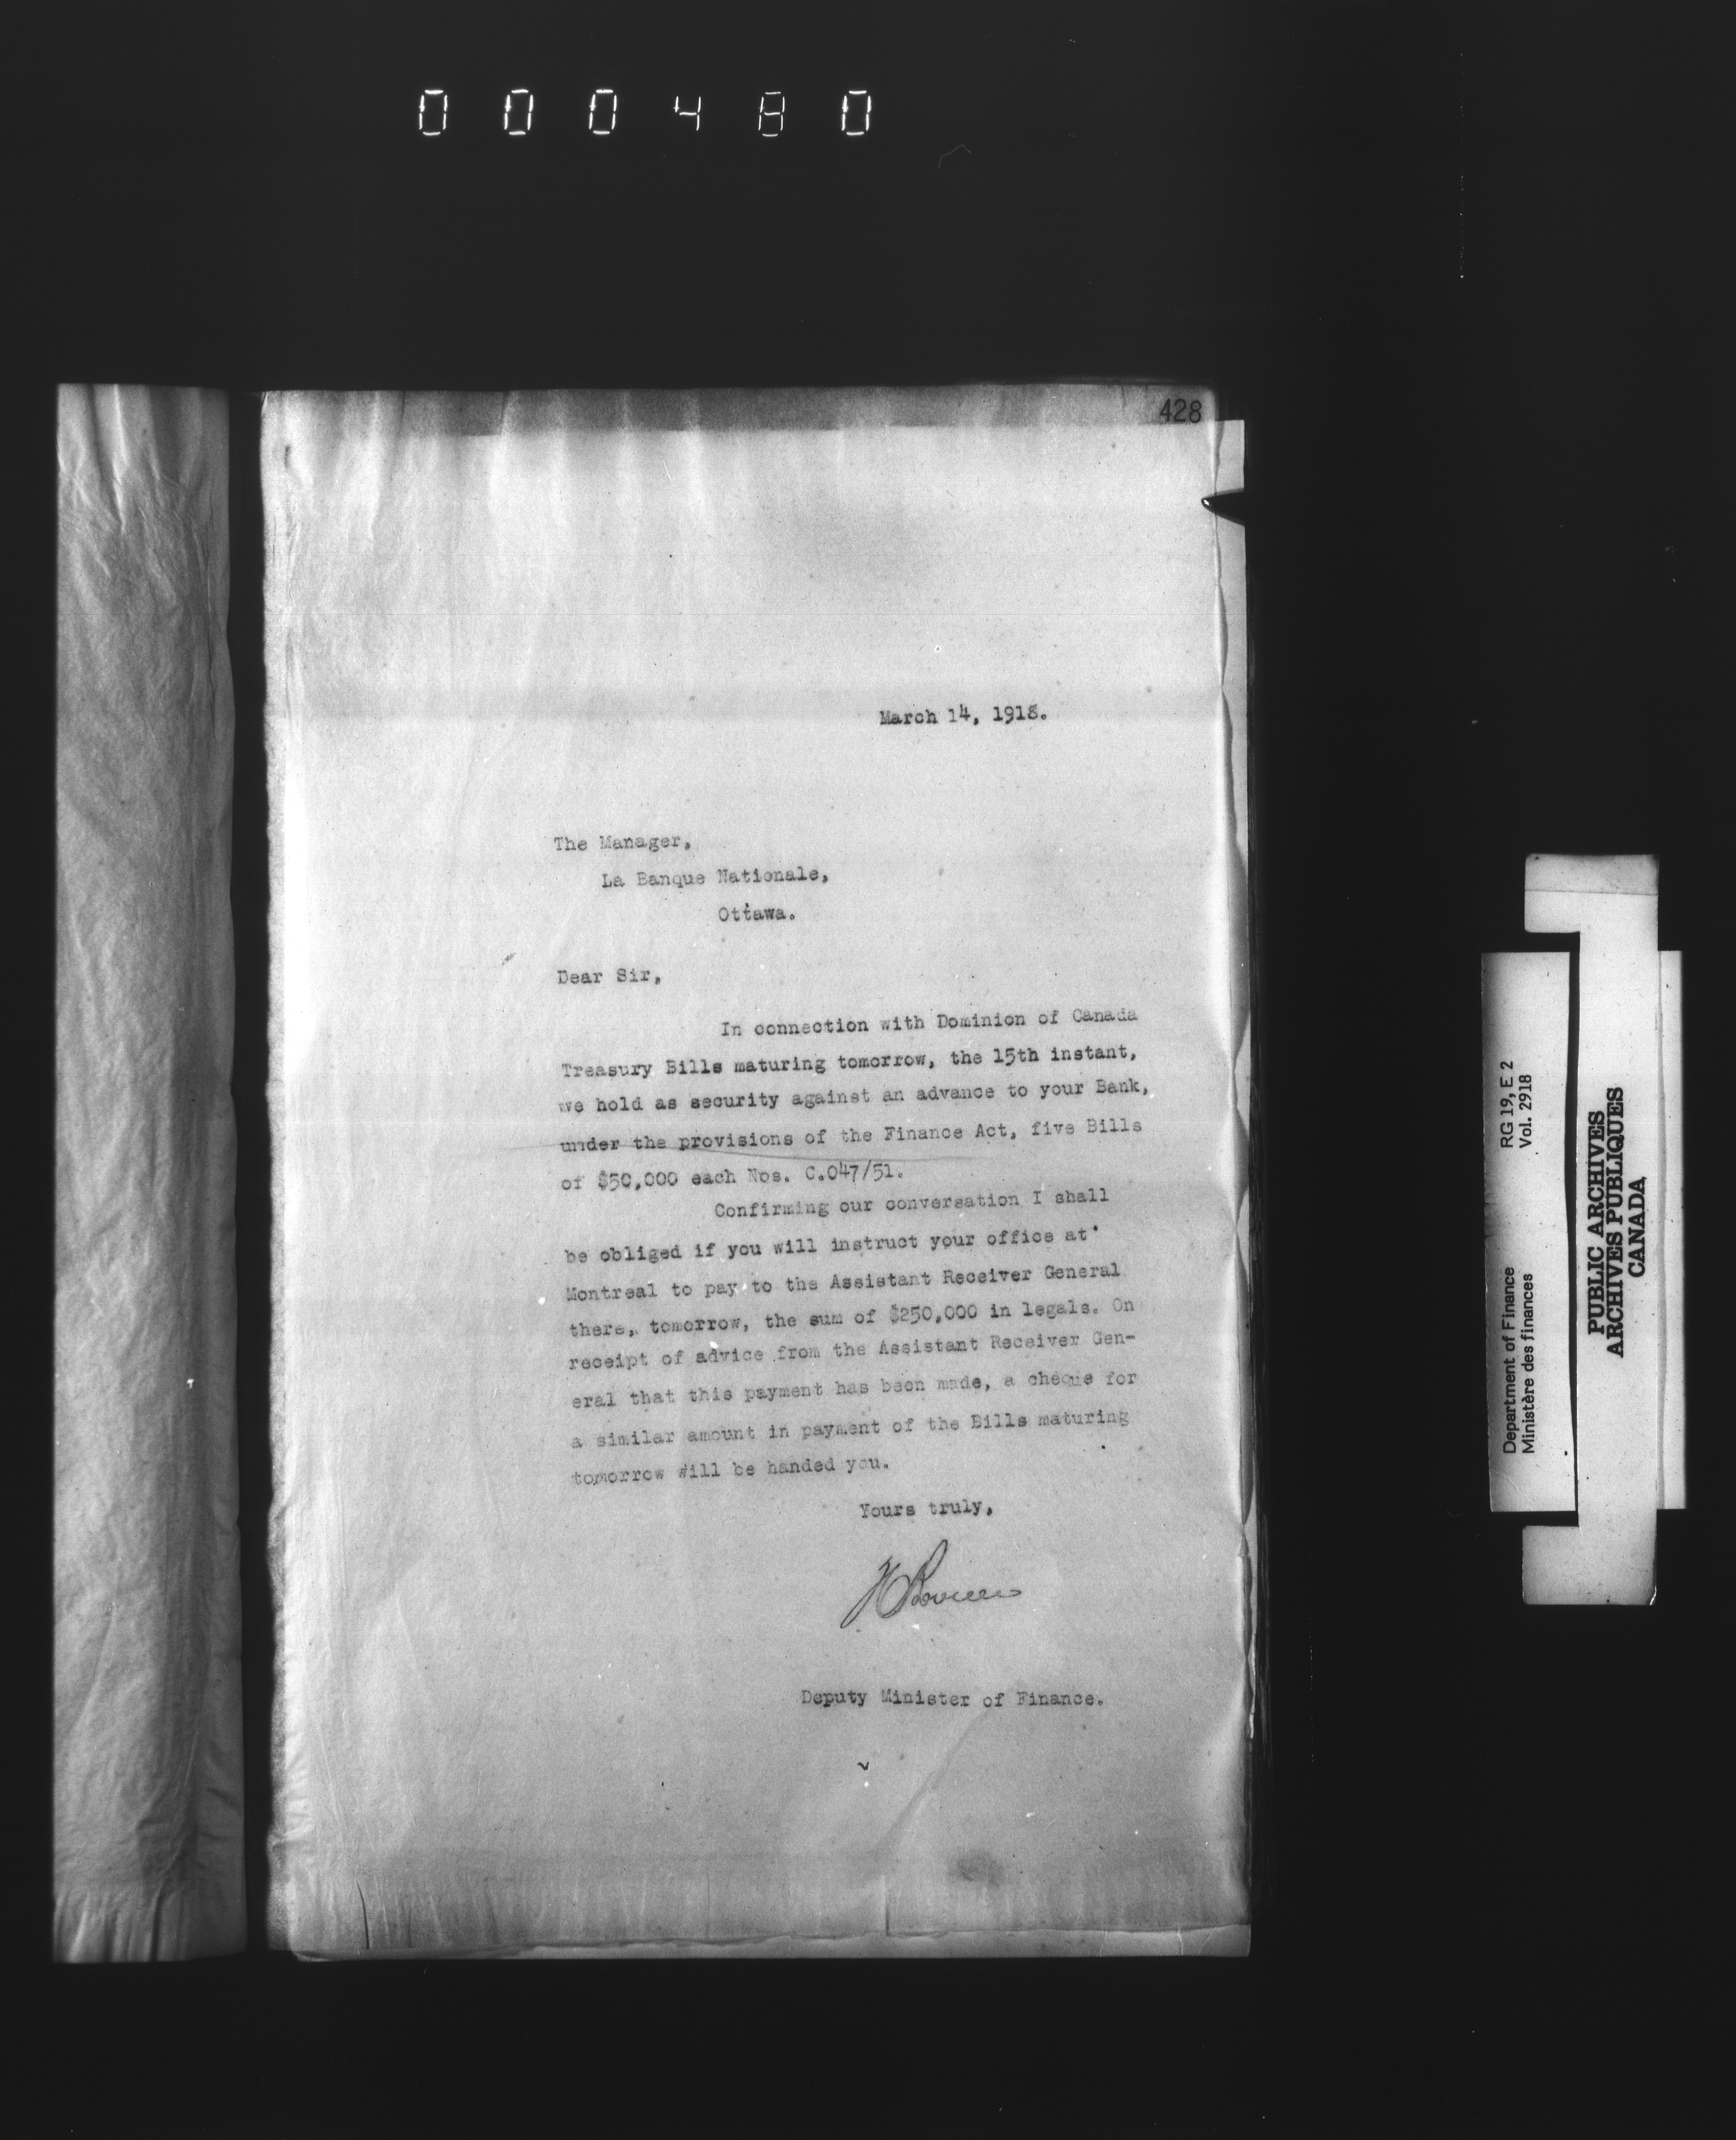 000480
428
March 14, 1918.
The Manager,
La Banque Nationale,
Ottawa.
Dear Sir,
In connection with Dominion of Canada
Treasury Bills maturing tomorrow, the 15th instant,
we hold as security against an advance to your Bank,
under the provisions of the Finance Act, five Bills
of $50,000 each Nos. C.047/51.
Confirming our conversation I shall
be obliged if you will instruct your office at
Montreal to pay to the Assistant Receiver General
there, tomorrow, the sum of $250,000 in legals. On
receipt of advice from the Assistant Receiver Gen-
eral that this payment has been made, a cheque for
a similar amount in payment of the Bills maturing
tomorrow will be handed you.
Yours truly,
Deputy Minister of Finance.
Department of Finance RG 19, E 2
Ministère des finances Vol. 2918
PUBLIC ARCHIVES
ARCHIVES PUBLIQUES
CANADA